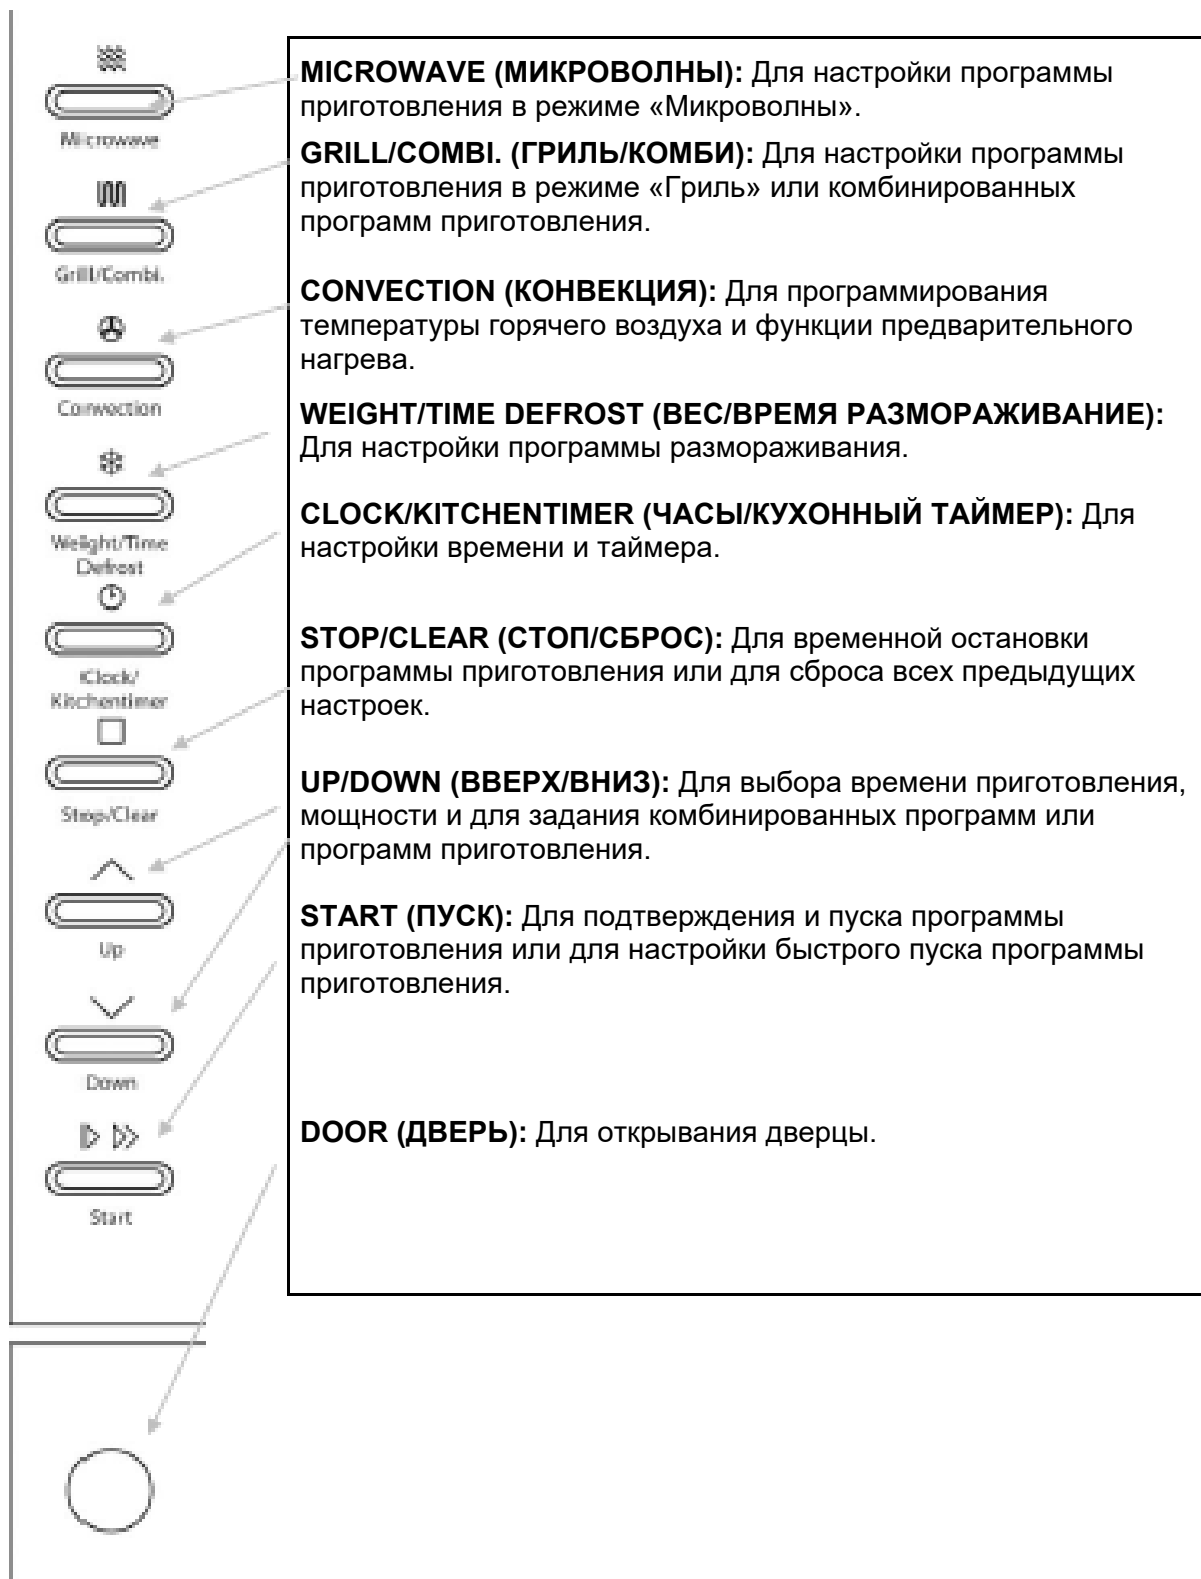 Microwave
Grill/Combi.
Convection
Weight/Time
Defrost
Clock/
Kitchentimer
Stop/Clear
Up
Down
Start
MICROWAVE (МИКРОВОЛНЫ): Для настройки программы
приготовления в режиме «Микроволны».
GRILL/COMBI. (ГРИЛЬ/КОМБИ): Для настройки программы
приготовления в режиме «Гриль» или комбинированных
программ приготовления.
CONVECTION (КОНВЕКЦИЯ): Для программирования
температуры горячего воздуха и функции предварительного
нагрева.
WEIGHT/TIME DEFROST (ВЕС/ВРЕМЯ РАЗМОРАЖИВАНИЕ):
Для настройки программы размораживания.
CLOCK/KITCHENTIMER (ЧАСЫ/КУХОННЫЙ ТАЙМЕР): Для
настройки времени и таймера.
STOP/CLEAR (СТОП/СБРОС): Для временной остановки
программы приготовления или для сброса всех предыдущих
настроек.
UP/DOWN (ВВЕРХ/ВНИЗ): Для выбора времени приготовления,
мощности и для задания комбинированных программ или
программ приготовления.
START (ПУСК): Для подтверждения и пуска программы
приготовления или для настройки быстрого пуска программы
приготовления.
DOOR (ДВЕРЬ): Для открывания дверцы.